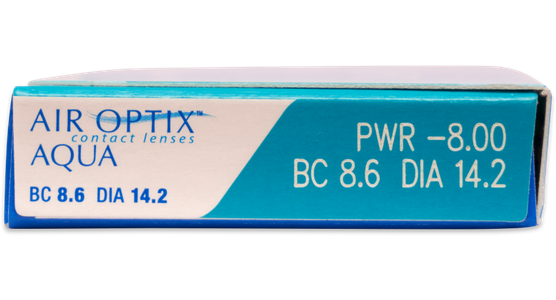 AIR OPTIX™
contact lenses
AQUA
BC 8.6 DIA 14.2
PWR -8.00
BC 8.6 DIA 14.2